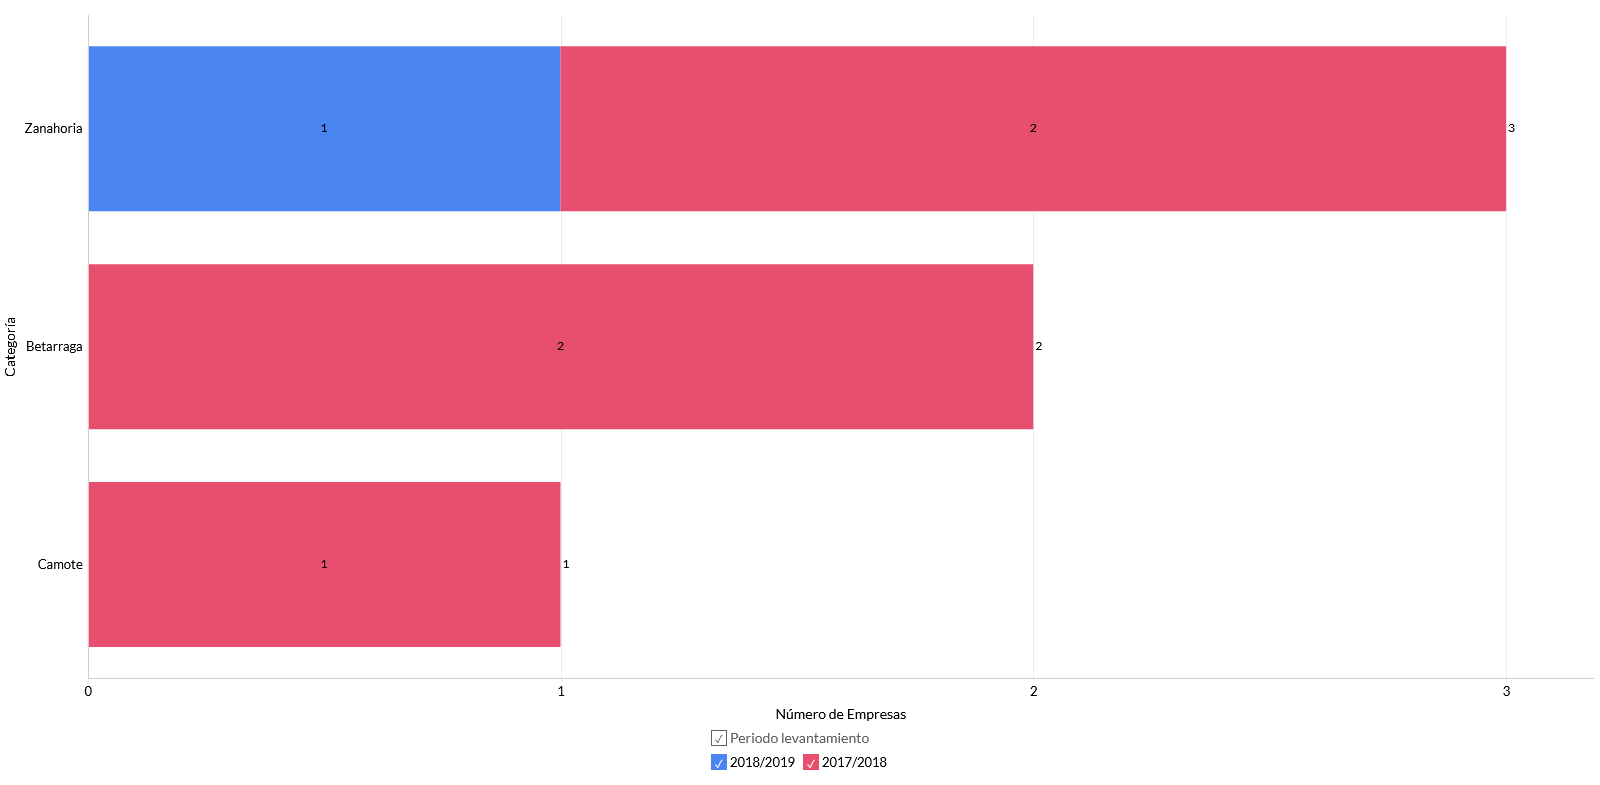 Zanahoria
1
2
3
Categoría
Betarraga
2
2
Camote
1
1
0
1
2
3
Número de Empresas
Periodo levantamiento
2018/2019
2017/2018